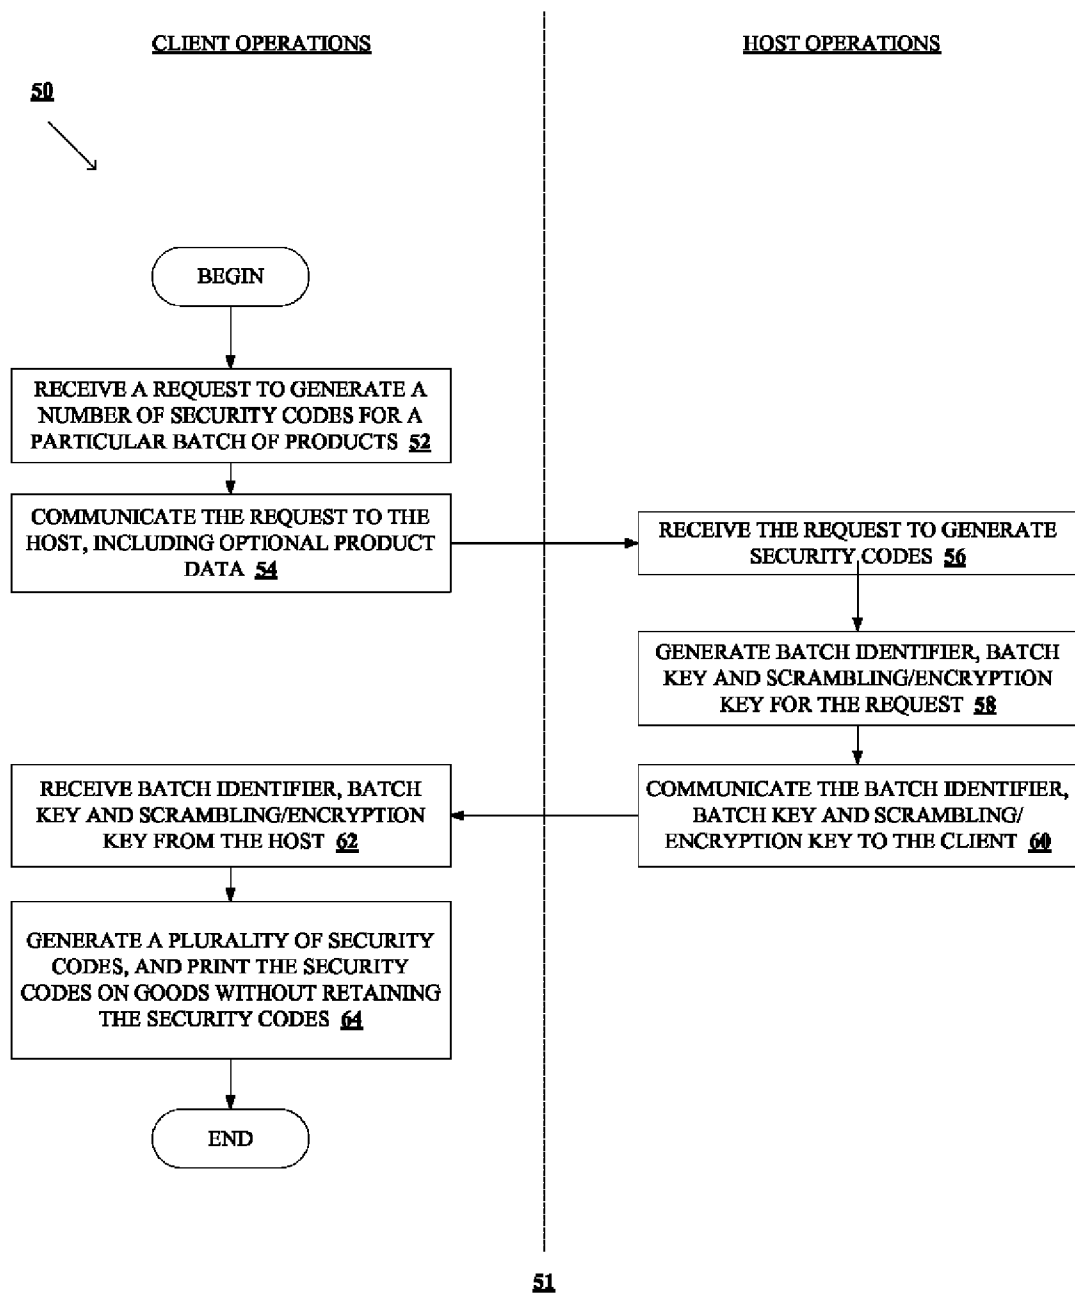 CLIENT OPERATIONS
HOST OPERATIONS
50
BEGIN
RECEIVE A REQUEST TO GENERATE A
NUMBER OF SECURITY CODES FOR A
PARTICULAR BATCH OF PRODUCTS 52
COMMUNICATE THE REQUEST TO THE
HOST, INCLUDING OPTIONAL PRODUCT
DATA 54
RECEIVE THE REQUEST TO GENERATE
SECURITY CODES 56
GENERATE BATCH IDENTIFIER, BATCH
KEY AND SCRAMBLING/ENCRYPTION
KEY FOR THE REQUEST 58
COMMUNICATE THE BATCH IDENTIFIER,
BATCH KEY AND SCRAMBLING/
ENCRYPTION KEY TO THE CLIENT 60
RECEIVE BATCH IDENTIFIER, BATCH
KEY AND SCRAMBLING/ENCRYPTION
KEY FROM THE HOST 62
GENERATE A PLURALITY OF SECURITY
CODES, AND PRINT THE SECURITY
CODES ON GOODS WITHOUT RETAINING
THE SECURITY CODES 64
END
51